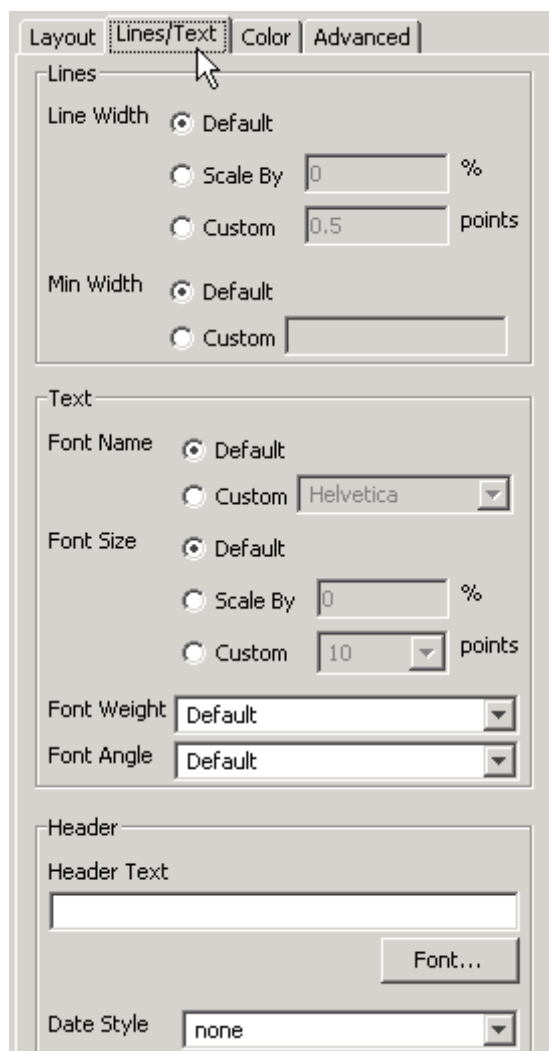 Layout Lines/Text Color Advanced
Lines
Line Width Default
Scale By 0 %
Custom 0.5 points
Min Width Default
Custom
Text
Font Name Default
Custom Helvetica
Font Size Default
Scale By 0 %
Custom 10 points
Font Weight Default
Font Angle Default
Header
Header Text
Font...
Date Style none